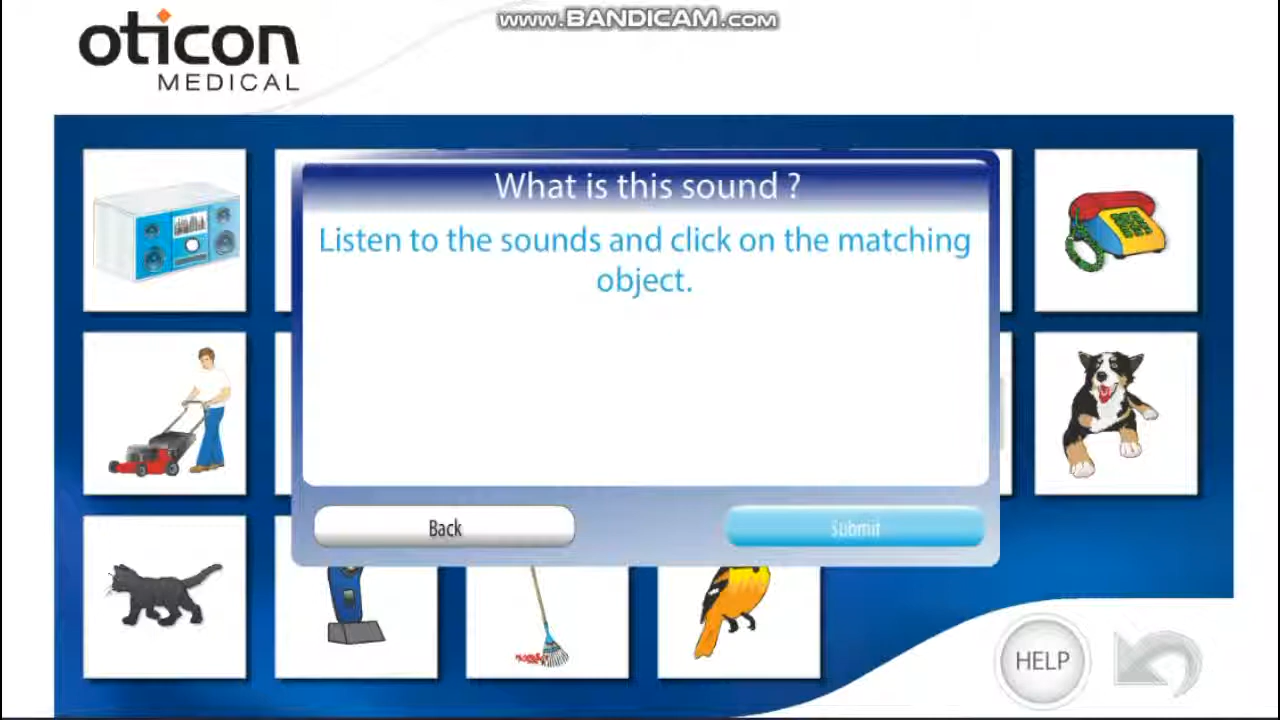 www.BANDICAM.com
oticon
MEDICAL
What is this sound ?
Listen to the sounds and click on the matching
object.
Back
Submit
HELP